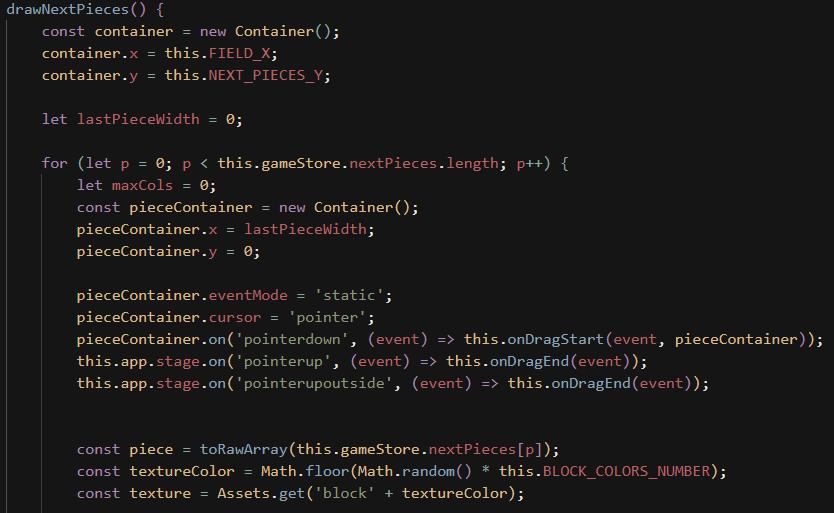 drawNextPieces() {
const container = new Container();
container.x = this.FIELD_X;
container.y = this.NEXT_PIECES_Y;
let lastPieceWidth = 0;
for (let p = 0; p < this.gameStore.nextPieces.length; p++) {
let maxCols = 0;
const pieceContainer = new Container();
pieceContainer.x = lastPieceWidth;
pieceContainer.y = 0;
pieceContainer.eventMode = 'static';
pieceContainer.cursor = 'pointer';
pieceContainer.on('pointerdown', (event) => this.onDragStart(event, pieceContainer));
this.app.stage.on('pointerup', (event) => this.onDragEnd(event));
this.app.stage.on('pointerupoutside', (event) => this.onDragEnd(event));
const piece = toRawArray(this.gameStore.nextPieces[p]);
const textureColor = Math.floor(Math.random() * this.BLOCK_COLORS_NUMBER);
const texture = Assets.get('block' + textureColor);